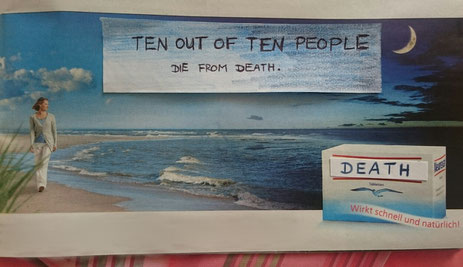 TEN OUT OF TEN PEOPLE
DIE FROM DEATH.
DEATH
Wirkt schnell und natürlich!